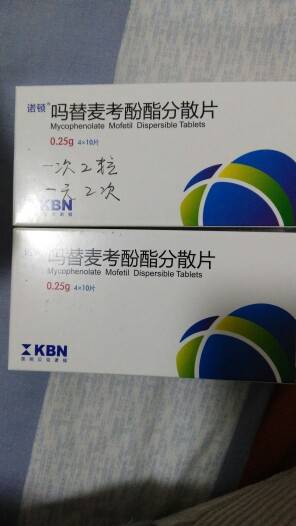 诺顿® 吗替麦考酚酯分散片
Mycophenolate Mofetil Dispersible Tablets
0.25g 4×10片
一次2粒
一天2次
KBN
吗替麦考酚酯分散片
Mycophenolate Mofetil Dispersible Tablets
0.25g 4×10片
KBN